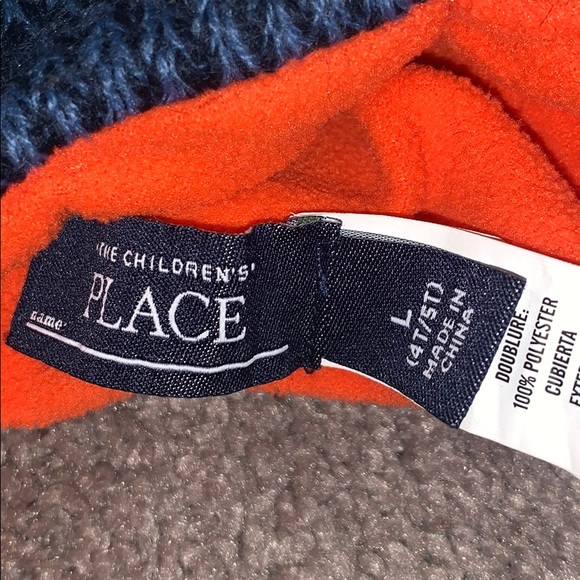 THE CHILDREN'S
PLACE
name
L
(4T/5T)
MADE IN
CHINA
DOUBLURE:
100% POLYESTER
CUBIERTA